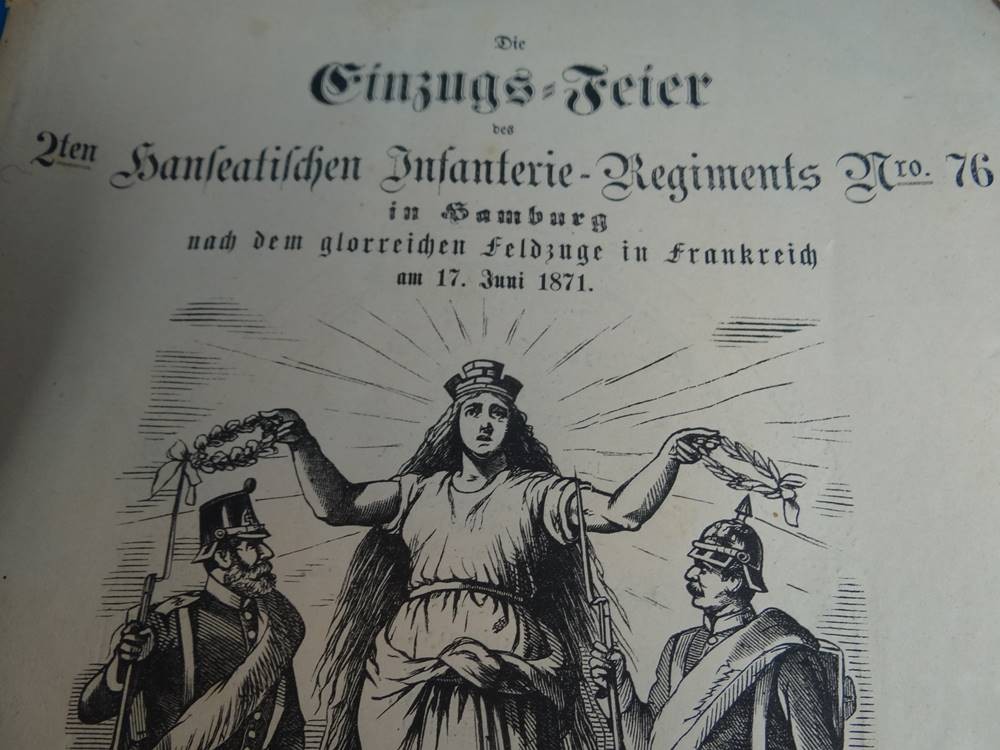 Die
Einzugs-Feier
des
2ten Hanseatischen Infanterie-Regiments Nro. 76
in Hamburg
nach dem glorreichen Feldzuge in Frankreich
am 17. Juni 1871.